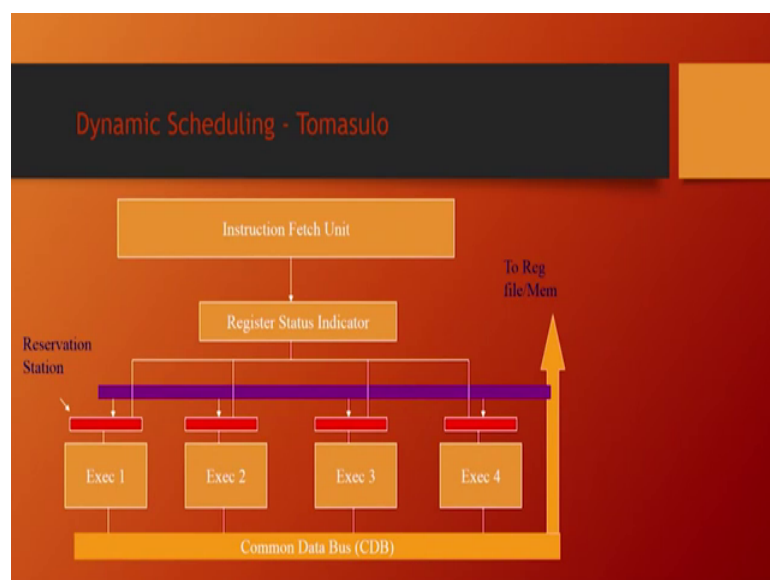 Dynamic Scheduling - Tomasulo
Instruction Fetch Unit
To Reg
file/Mem
Register Status Indicator
Reservation
Station
Exec 1
Exec 2
Exec 3
Exec 4
Common Data Bus (CDB)